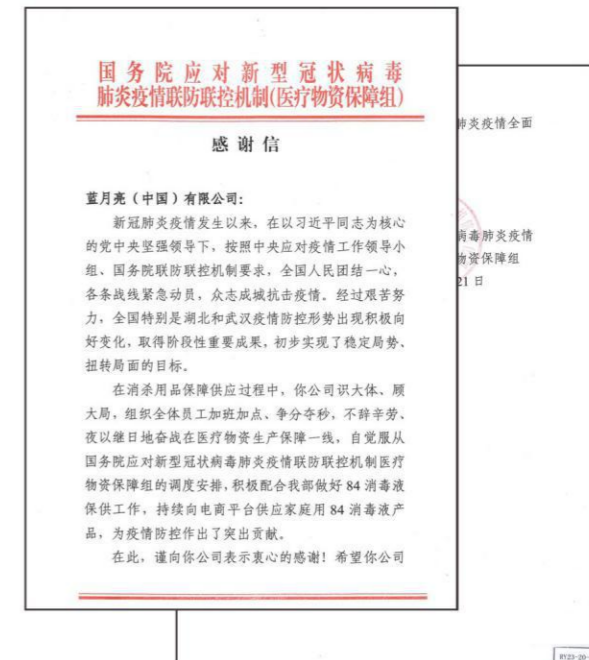 国务院应对新型冠状病毒
肺炎疫情联防联控机制(医疗物资保障组)
感谢信
蓝月亮（中国）有限公司：
新冠肺炎疫情发生以来，在以习近平同志为核心
的党中央坚强领导下，按照中央应对疫情工作领导小
组、国务院联防联控机制要求，全国人民团结一心，
各条战线紧急动员，众志成城抗击疫情。经过艰苦努
力，全国特别是湖北和武汉疫情防控形势出现积极向
好变化，取得阶段性重要成果，初步实现了稳定局势、
扭转局面的目标。
在消杀用品保障供应过程中，你公司识大体、顾
大局，组织全体员工加班加点、争分夺秒，不辞辛劳、
夜以继日地奋战在医疗物资生产保障一线，自觉服从
国务院应对新型冠状病毒肺炎疫情联防联控机制医疗
物资保障组的调度安排，积极配合我部做好84消毒液
保供工作，持续向电商平台供应家庭用84消毒液产
品，为疫情防控作出了突出贡献。
在此，谨向你公司表示衷心的感谢！希望你公司
肺炎疫情全面
病毒肺炎疫情
物资保障组
21日